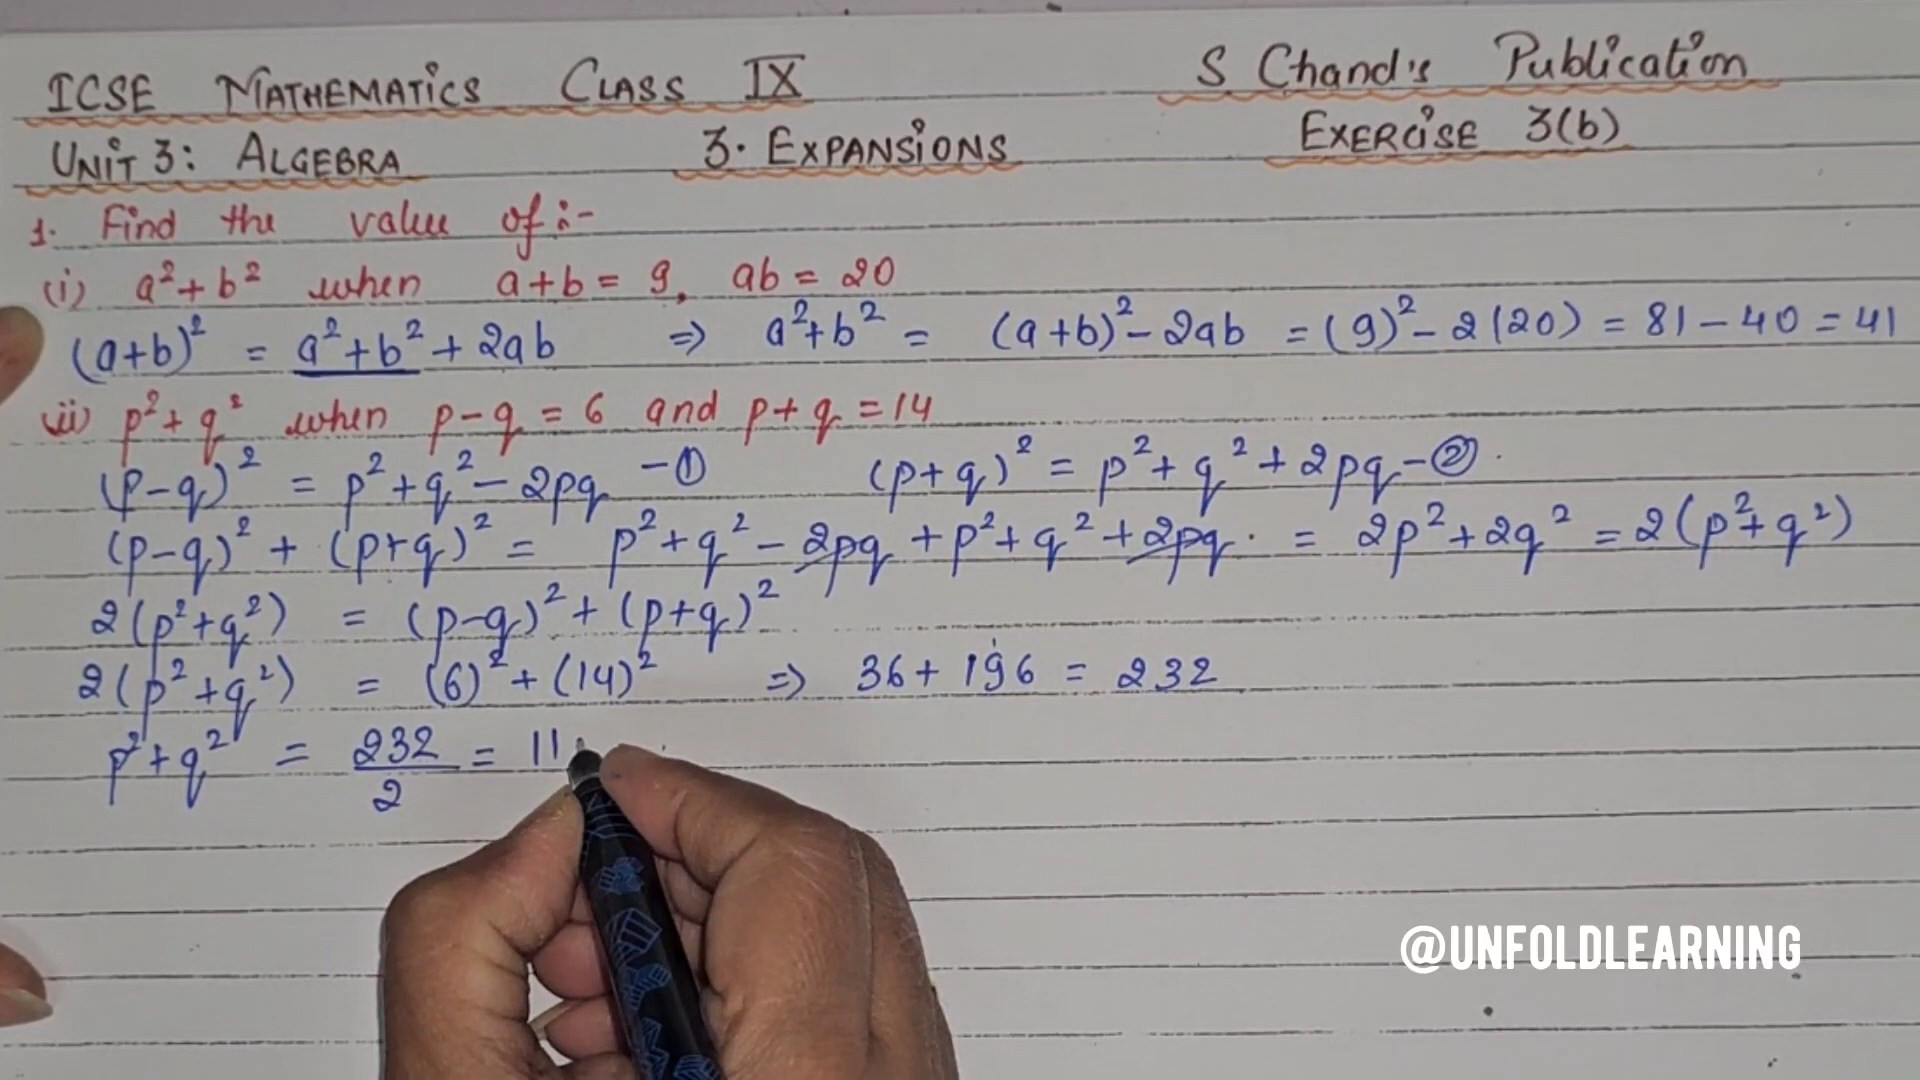 ICSE MATHEMATICS CLASS IX S Chand's Publication
UNIT 3: ALGEBRA 3. EXPANSIONS EXERCISE 3(b)
1. Find the value of :-
(i) a²+b² when a+b = 9, ab = 20
(a+b)² = a²+b²+2ab ⇒ a²+b² = (a+b)²-2ab = (9)²-2(20) = 81-40 = 41
(ii) p²+q² when p-q = 6 and p+q = 14
(p-q)² = p²+q²-2pq -① (p+q)² = p²+q²+2pq-②.
(p-q)² + (p+q)² = p²+q²-2pq+p²+q²+2pq. = 2p²+2q² = 2(p²+q²)
2(p²+q²) = (p-q)²+(p+q)²
2(p²+q²) = (6)²+(14)² ⇒ 36+196 = 232
p²+q² = 232/2 = 11
@UNFOLDLEARNING